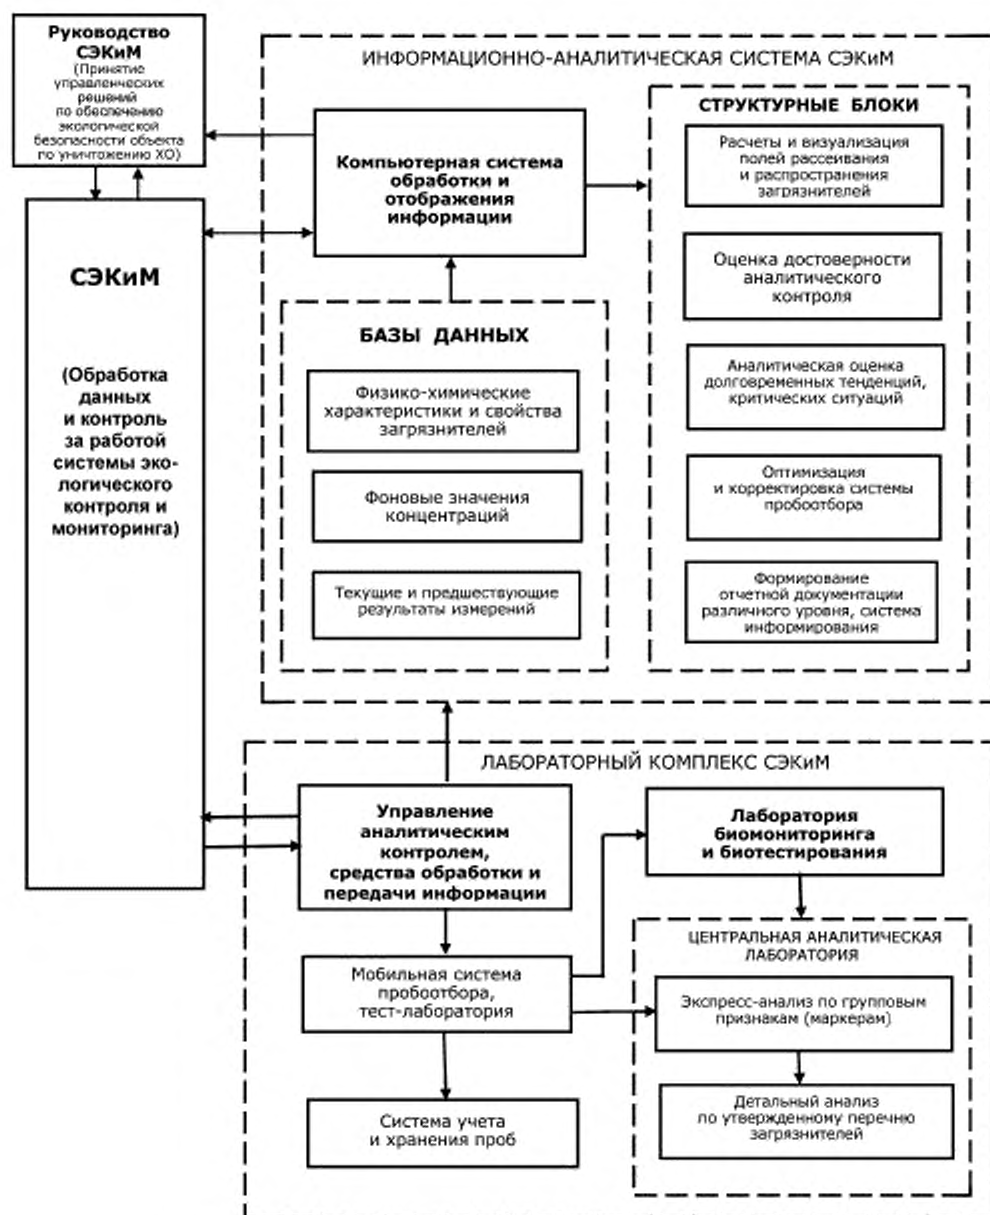 Руководство
СЭКиМ
(Принятие
управленческих
решений
по обеспечению
экологической
безопасности объекта
по уничтожению ХО)
СЭКиМ
(Обработка
данных
и контроль
за работой
системы эко-
логического
контроля и
мониторинга)
ИНФОРМАЦИОННО-АНАЛИТИЧЕСКАЯ СИСТЕМА СЭКиМ
Компьютерная система
обработки и
отображения
информации
БАЗЫ ДАННЫХ
Физико-химические
характеристики и свойства
загрязнителей
Фоновые значения
концентраций
Текущие и предшествующие
результаты измерений
СТРУКТУРНЫЕ БЛОКИ
Расчеты и визуализация
полей рассеивания
и распространения
загрязнителей
Оценка достоверности
аналитического
контроля
Аналитическая оценка
долговременных тенденций,
критических ситуаций
Оптимизация
и корректировка системы
пробоотбора
Формирование
отчетной документации
различного уровня, система
информирования
ЛАБОРАТОРНЫЙ КОМПЛЕКС СЭКиМ
Управление
аналитическим
контролем,
средства обработки и
передачи информации
Мобильная система
пробоотбора,
тест-лаборатория
Система учета
и хранения проб
Лаборатория
биомониторинга
и биотестирования
ЦЕНТРАЛЬНАЯ АНАЛИТИЧЕСКАЯ
ЛАБОРАТОРИЯ
Экспресс-анализ по групповым
признакам (маркерам)
Детальный анализ
по утвержденному перечню
загрязнителей